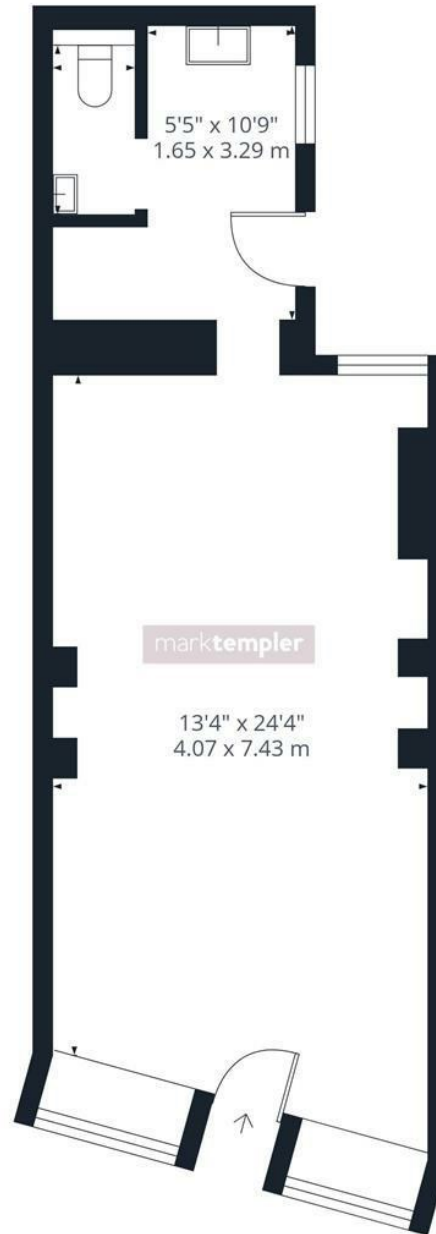 5'5" x 10'9"
1.65 x 3.29 m
marktempler
13'4" x 24'4"
4.07 x 7.43 m